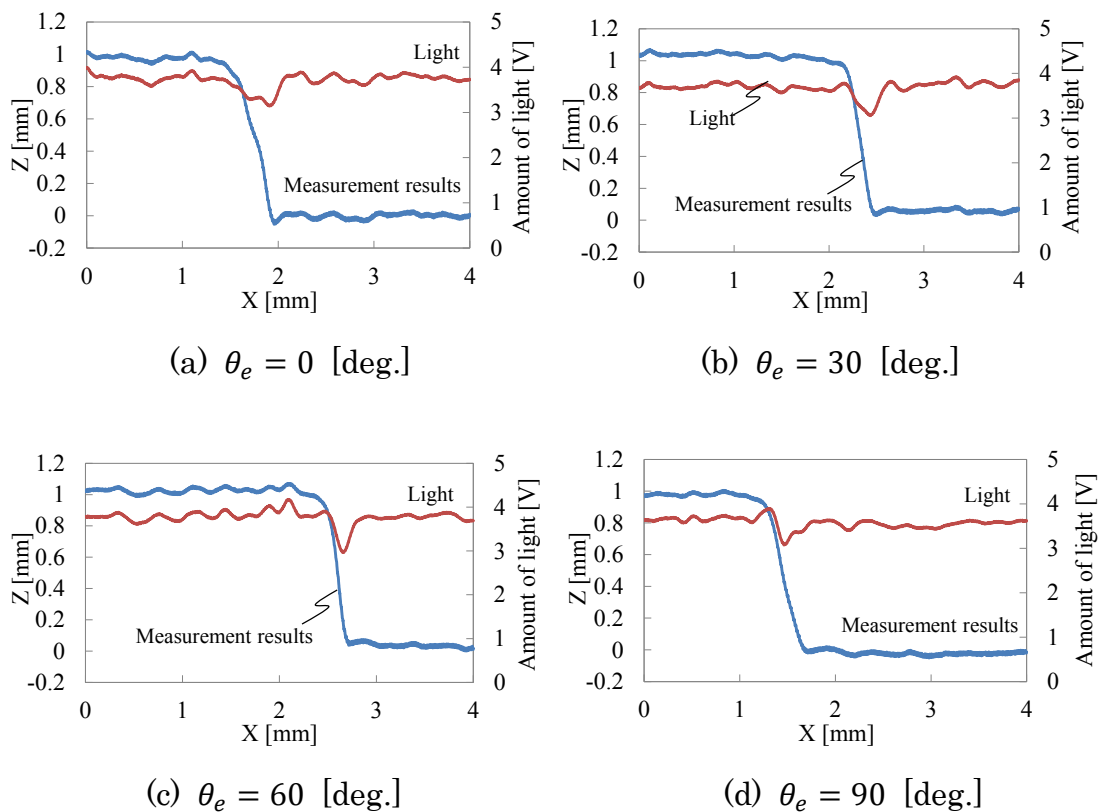 1.2
1
0.8
0.6
0.4
0.2
0
-0.2
Z [mm]
Light
Measurement results
5
4
3
2
1
0
Amount of light [V]
0 1 2 3 4
X [mm]
(a) θₑ = 0 [deg.]
1.2
1
0.8
0.6
0.4
0.2
0
-0.2
Z [mm]
Light
Measurement results
5
4
3
2
1
0
Amount of light [V]
0 1 2 3 4
X [mm]
(b) θₑ = 30 [deg.]
1.2
1
0.8
0.6
0.4
0.2
0
-0.2
Z [mm]
Light
Measurement results
5
4
3
2
1
0
Amount of light [V]
0 1 2 3 4
X [mm]
(c) θₑ = 60 [deg.]
1.2
1
0.8
0.6
0.4
0.2
0
-0.2
Z [mm]
Light
Measurement results
5
4
3
2
1
0
Amount of light [V]
0 1 2 3 4
X [mm]
(d) θₑ = 90 [deg.]